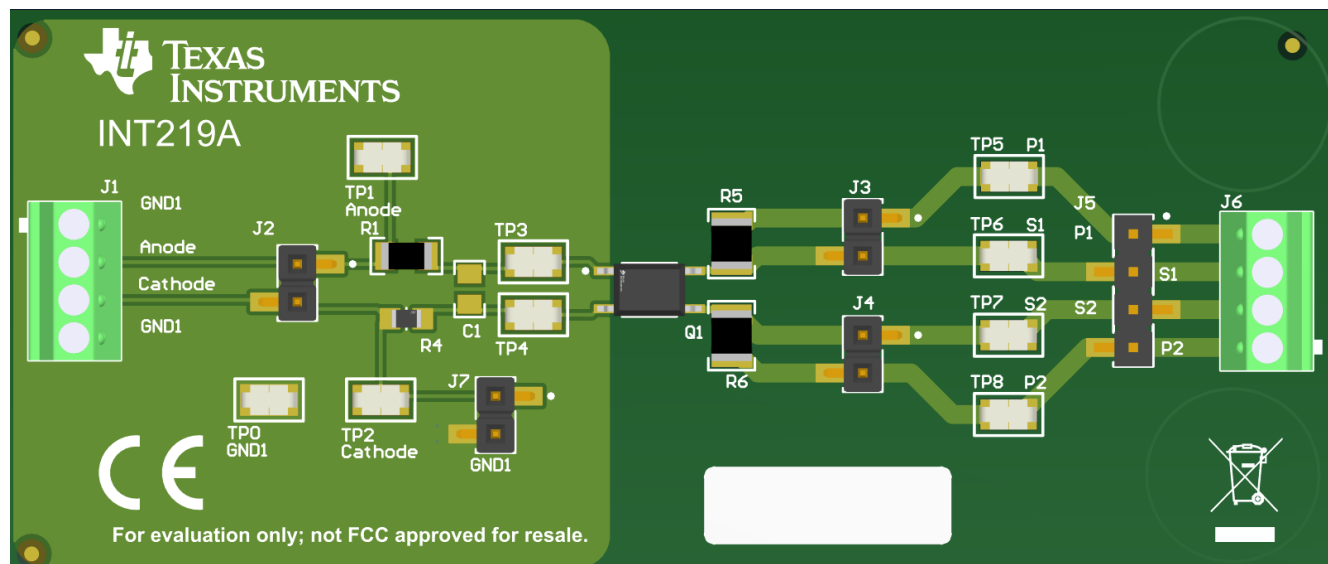 TEXAS
INSTRUMENTS
INT219A
J1
GND1
Anode
Cathode
GND1
J2
TP1
Anode
R1
TP3
C1
R4
TP4
J7
GND1
TP0
GND1
TP2
Cathode
CE
For evaluation only; not FCC approved for resale.
R5
Q1
R6
J3
J4
TP5 P1
TP6 S1
TP7 S2
TP8 P2
J5
P1
S1
S2
P2
J6